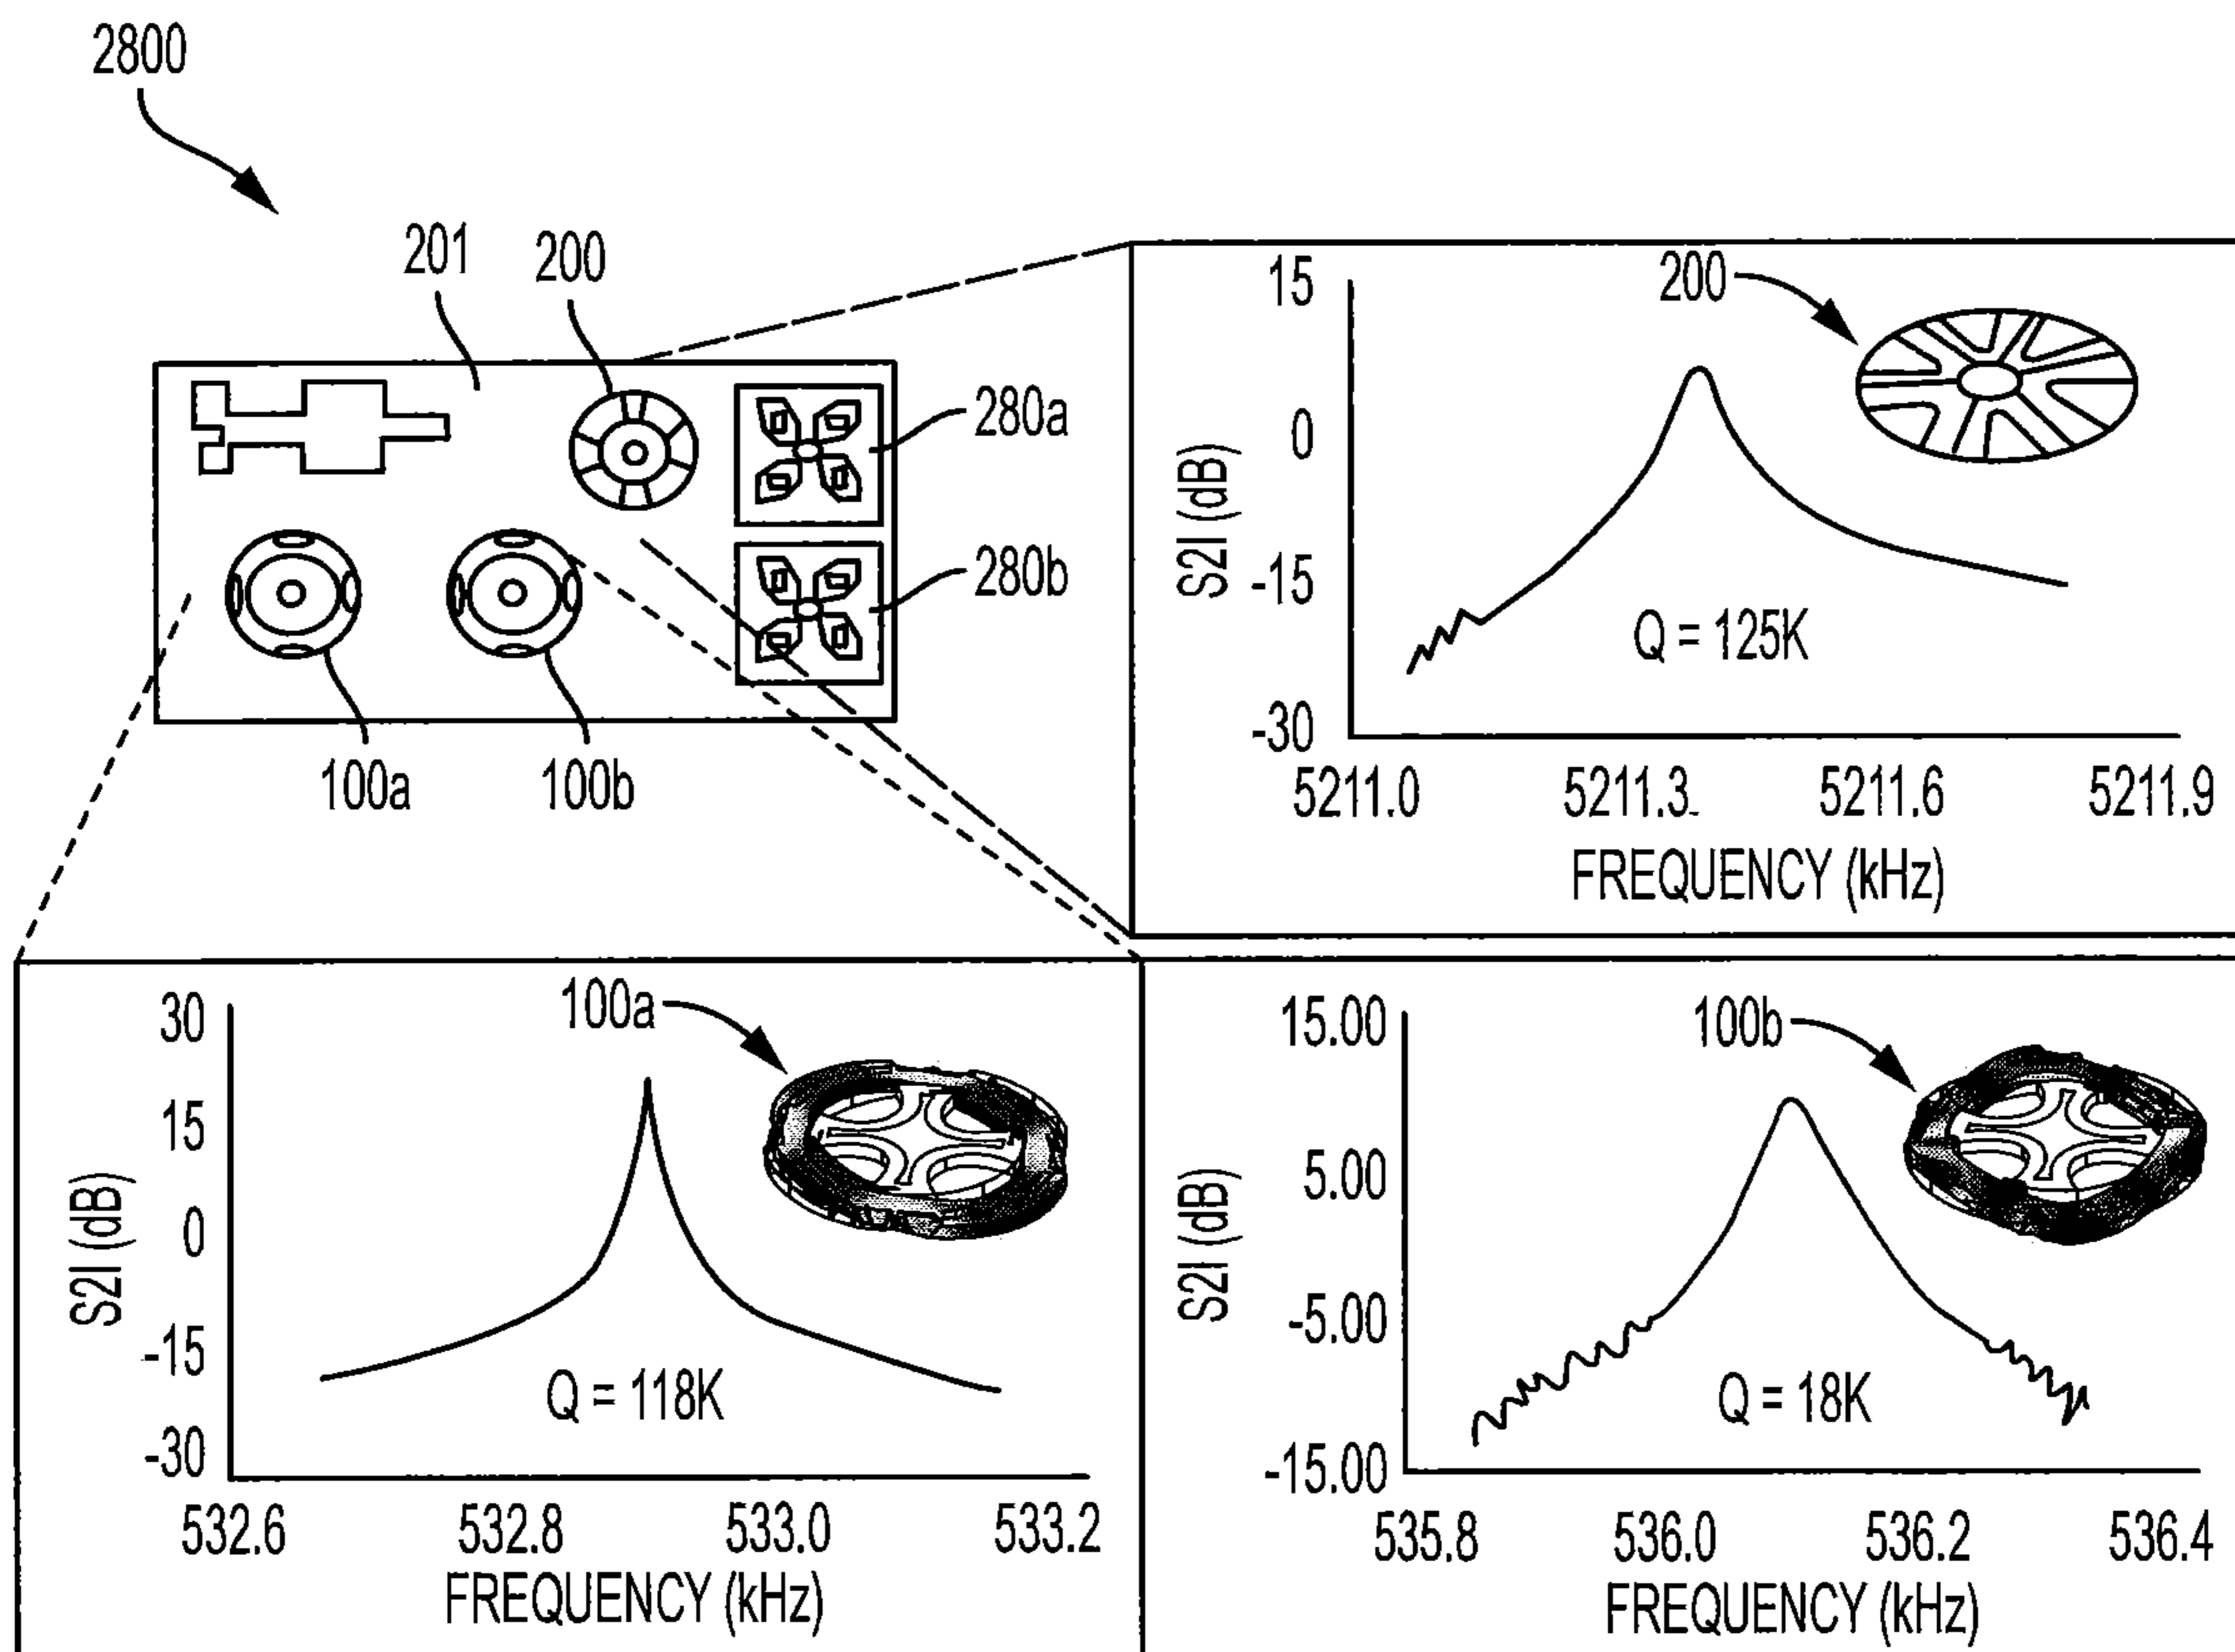 2800
201
200
280a
280b
100a
100b
200
15
0
-15
-30
S2I (dB)
Q = 125K
5211.0 5211.3 5211.6 5211.9
FREQUENCY (kHz)
100a
30
15
0
-15
-30
S2I (dB)
Q = 118K
532.6 532.8 533.0 533.2
FREQUENCY (kHz)
100b
15.00
5.00
-5.00
-15.00
S2I (dB)
Q = 18K
535.8 536.0 536.2 536.4
FREQUENCY (kHz)